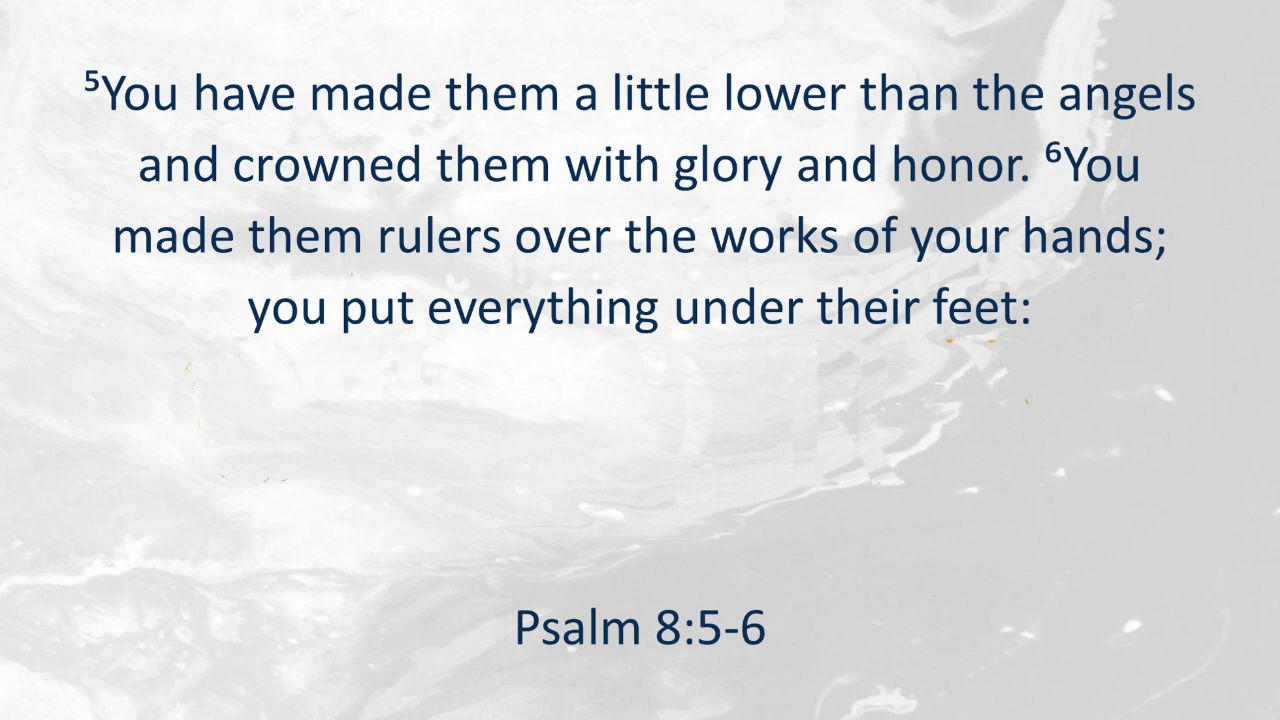 ⁵You have made them a little lower than the angels
and crowned them with glory and honor. ⁶You
made them rulers over the works of your hands;
you put everything under their feet:
Psalm 8:5-6